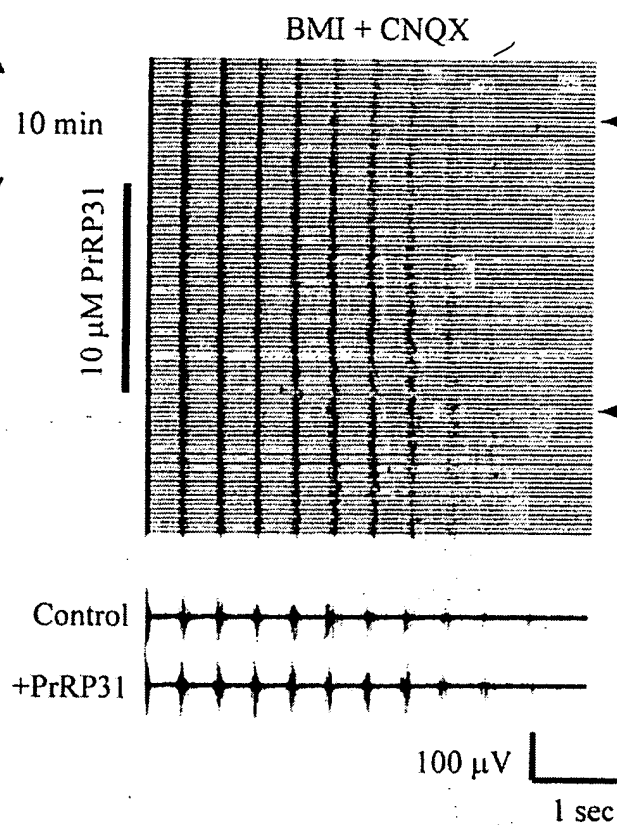 BMI + CNQX
10 min
10 µM PrRP31
Control
+PrRP31
100 µV
1 sec